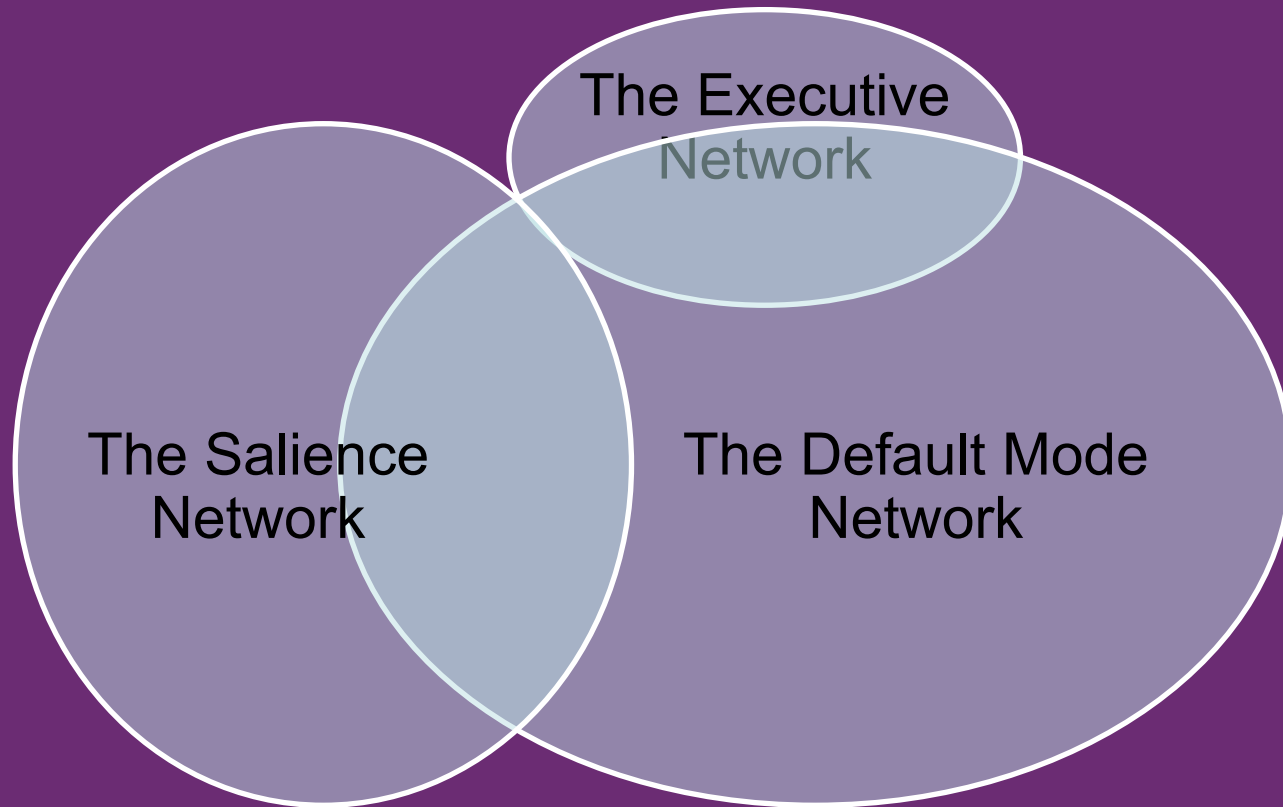 The Executive
Network
The Salience
Network
The Default Mode
Network